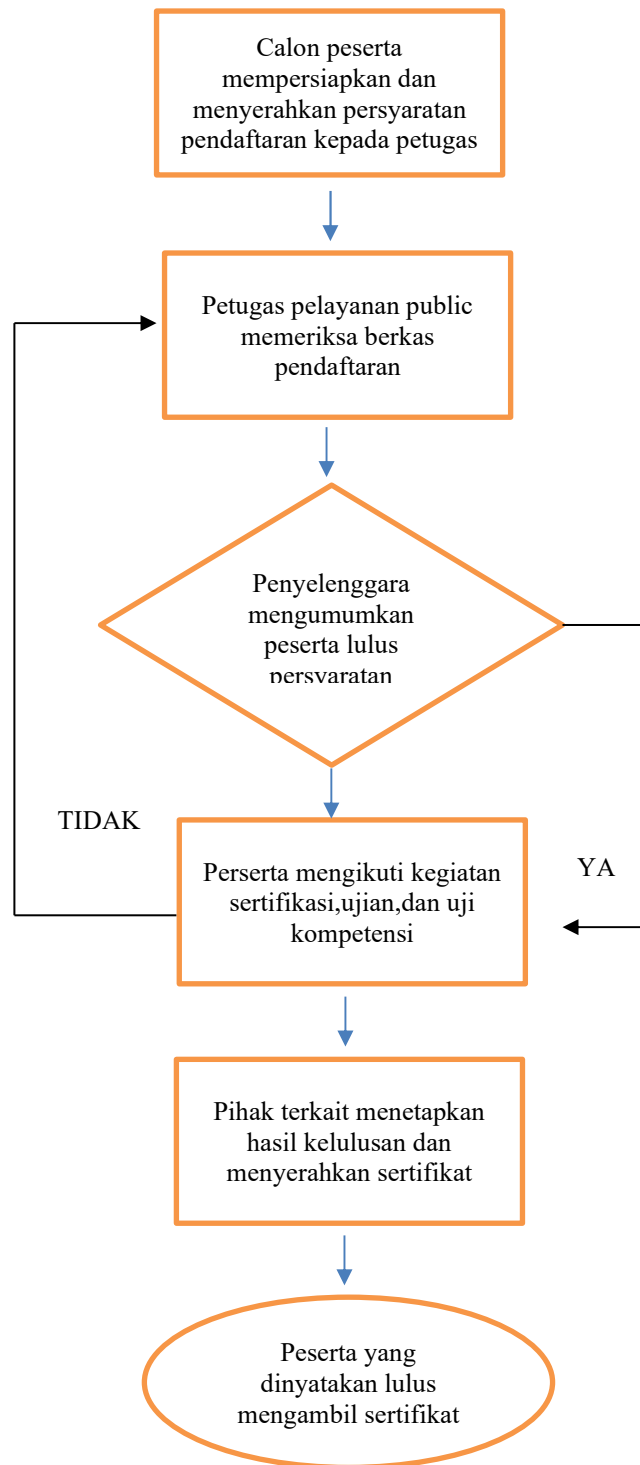 Calon peserta
mempersiapkan dan
menyerahkan persyaratan
pendaftaran kepada petugas
Petugas pelayanan public
memeriksa berkas
pendaftaran
Penyelenggara
mengumumkan
peserta lulus
persyaratan
TIDAK
Perserta mengikuti kegiatan
sertifikasi,ujian,dan uji
kompetensi
YA
Pihak terkait menetapkan
hasil kelulusan dan
menyerahkan sertifikat
Peserta yang
dinyatakan lulus
mengambil sertifikat